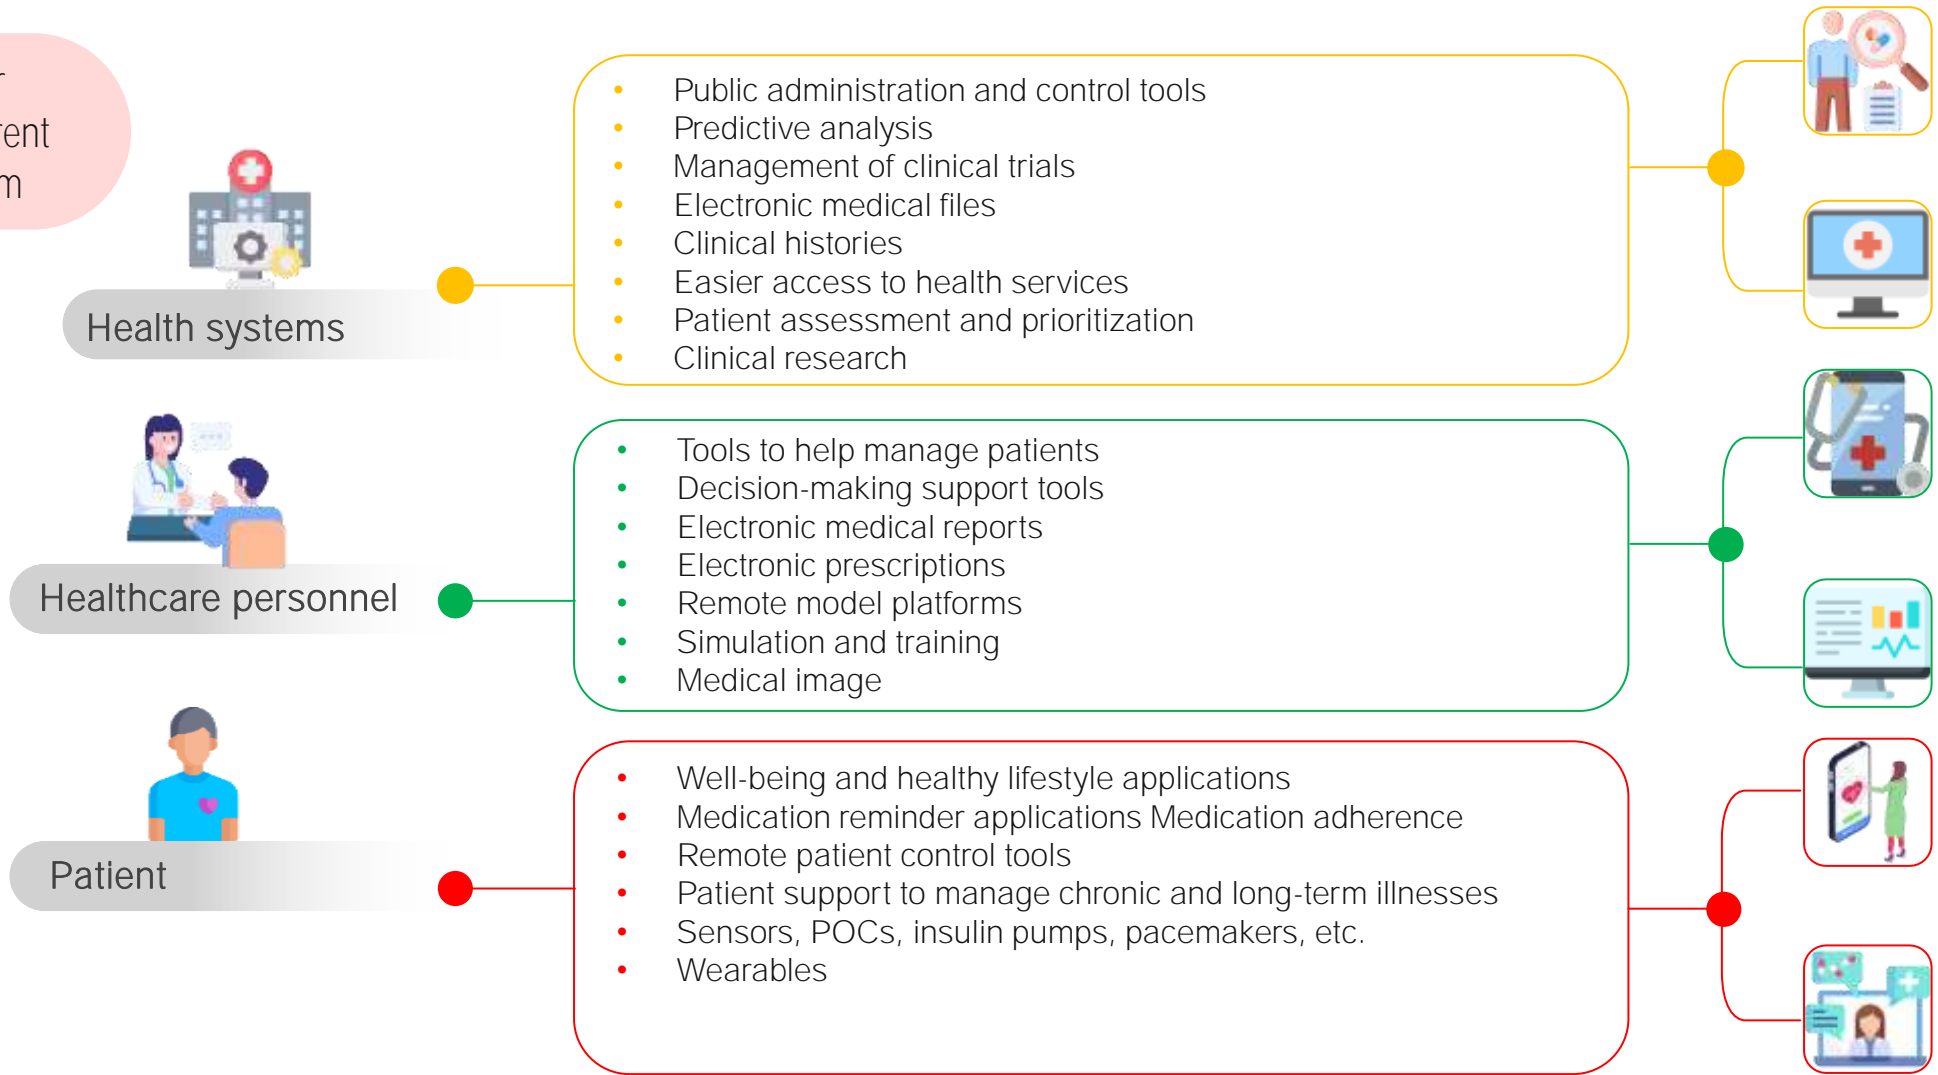 Health systems
• Public administration and control tools
• Predictive analysis
• Management of clinical trials
• Electronic medical files
• Clinical histories
• Easier access to health services
• Patient assessment and prioritization
• Clinical research
Healthcare personnel
• Tools to help manage patients
• Decision-making support tools
• Electronic medical reports
• Electronic prescriptions
• Remote model platforms
• Simulation and training
• Medical image
Patient
• Well-being and healthy lifestyle applications
• Medication reminder applications Medication adherence
• Remote patient control tools
• Patient support to manage chronic and long-term illnesses
• Sensors, POCs, insulin pumps, pacemakers, etc.
• Wearables